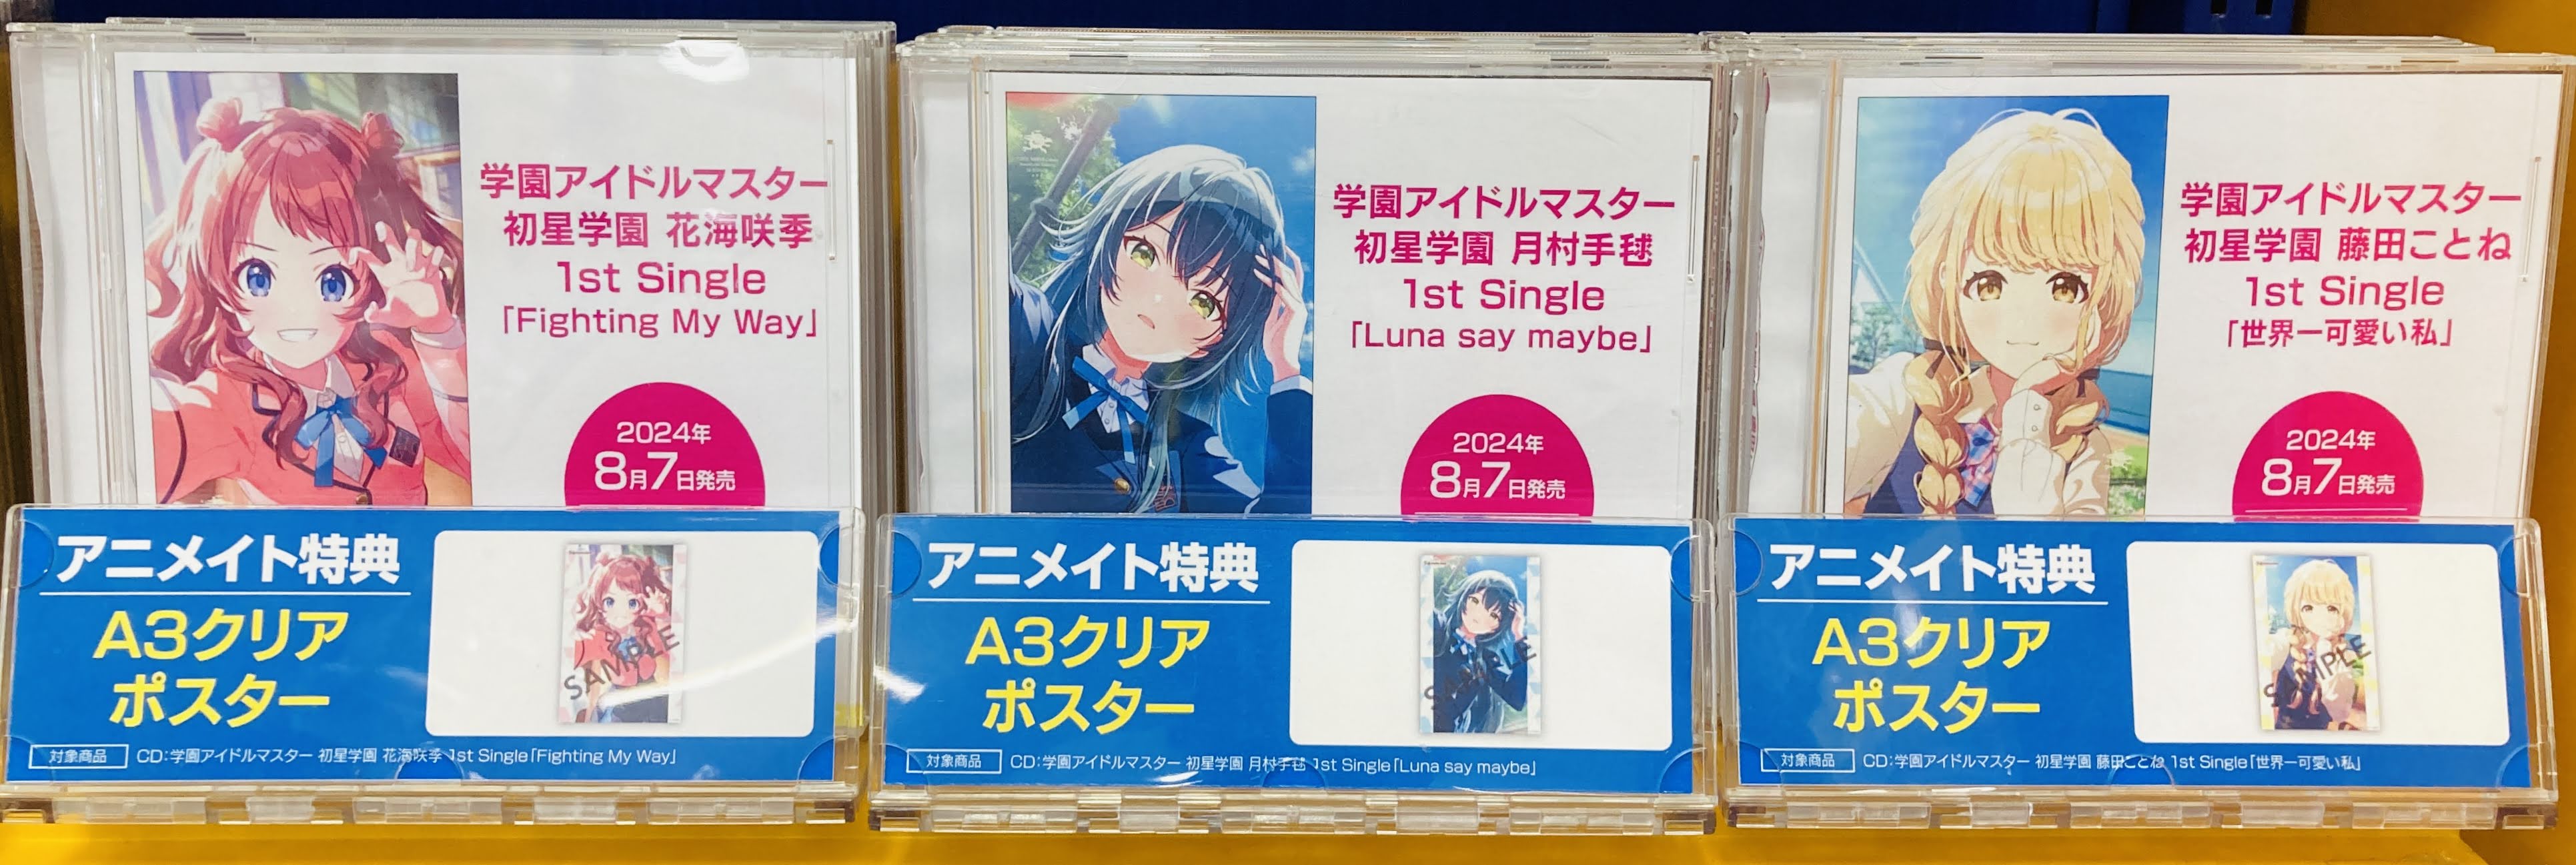 学園アイドルマスター
初星学園 花海咲季
1st Single
「Fighting My Way」
2024年
8月7日発売
アニメイト特典
A3クリア
ポスター
SAMPLE
対象商品 CD:学園アイドルマスター 初星学園 花海咲季 1st Single「Fighting My Way」
学園アイドルマスター
初星学園 月村手毬
1st Single
「Luna say maybe」
2024年
8月7日発売
アニメイト特典
A3クリア
ポスター
SAMPLE
対象商品 CD:学園アイドルマスター 初星学園 月村手毬 1st Single「Luna say maybe」
学園アイドルマスター
初星学園 藤田ことね
1st Single
「世界一可愛い私」
2024年
8月7日発売
アニメイト特典
A3クリア
ポスター
SAMPLE
対象商品 CD:学園アイドルマスター 初星学園 藤田ことね 1st Single「世界一可愛い私」